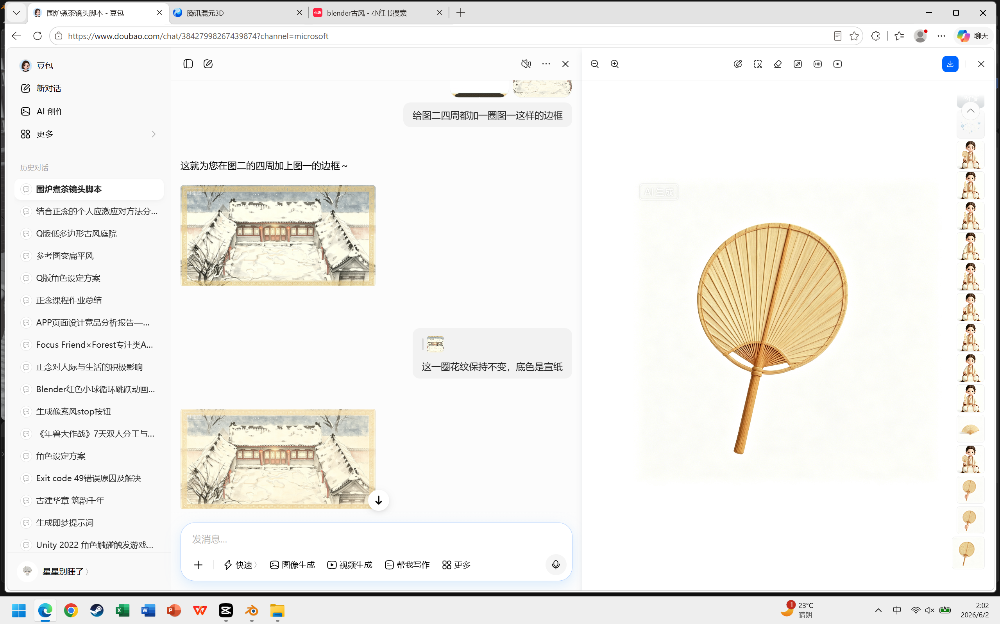 围炉煮茶镜头脚本 - 豆包
腾讯混元3D
小红书
blender古风 - 小红书搜索
https://www.doubao.com/chat/38427998267439874?channel=microsoft
聊天
豆包
新对话
AI 创作
更多
历史对话
围炉煮茶镜头脚本
结合正念的个人应激应对方法分...
Q版低多边形古风庭院
参考图变扁平风
Q版角色设定方案
正念课程作业总结
APP页面设计竞品分析报告—...
Focus Friend×Forest专注类A...
正念对人际与生活的积极影响
Blender红色小球循环跳跃动画...
生成像素风stop按钮
《年兽大作战》7天双人分工与...
角色设定方案
Exit code 49错误原因及解决
古建华章 筑韵千年
生成即梦提示词
Unity 2022 角色触碰触发游戏...
星星别睡了
给图二四周都加一圈图一这样的边框
这就为您在图二的四周加上图一的边框～
AI生成
这一圈花纹保持不变，底色是宣纸
发消息...
快速
图像生成
视频生成
帮我写作
更多
HD
AI生成
1
23°C
晴朗
中
2:02
2026/6/2